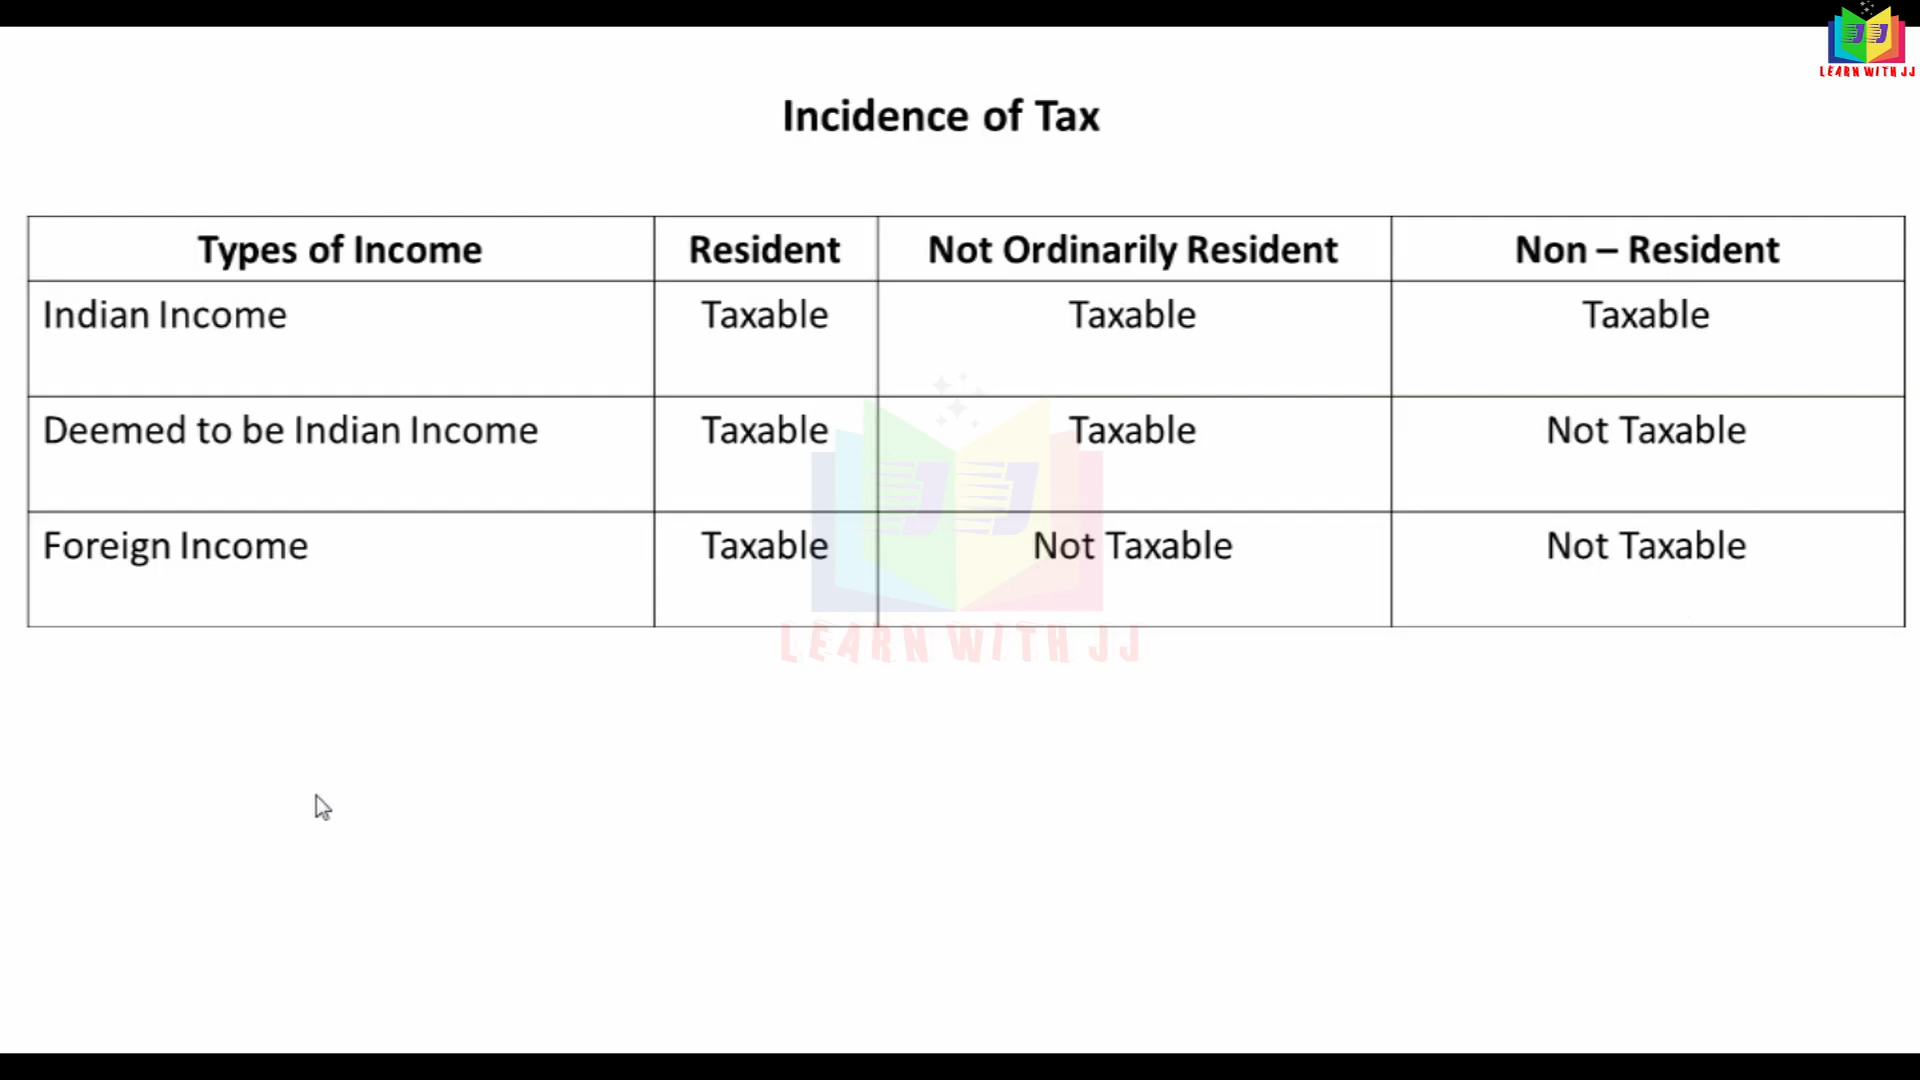 LEARN WITH JJ
Incidence of Tax
Types of Income Resident Not Ordinarily Resident Non – Resident
Indian Income Taxable Taxable Taxable
Deemed to be Indian Income Taxable Taxable Not Taxable
Foreign Income Taxable Not Taxable Not Taxable
LEARN WITH JJ